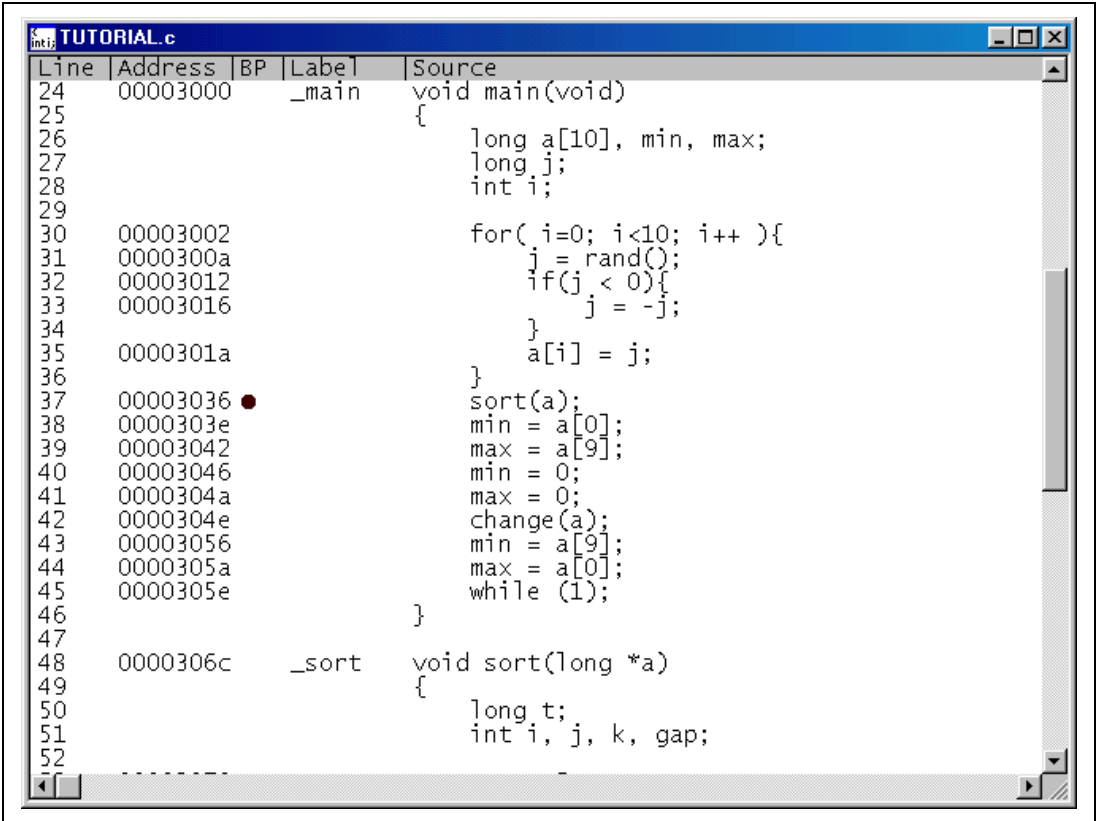 TUTORIAL.c
Line |Address |BP |Label |Source
24 00003000 _main void main(void)
25 {
26 long a[10], min, max;
27 long j;
28 int i;
29
30 00003002 for( i=0; i<10; i++ ){
31 0000300a j = rand();
32 00003012 if(j < 0){
33 00003016 j = -j;
34 }
35 0000301a a[i] = j;
36 }
37 00003036 ● sort(a);
38 0000303e min = a[0];
39 00003042 max = a[9];
40 00003046 min = 0;
41 0000304a max = 0;
42 0000304e change(a);
43 00003056 min = a[9];
44 0000305a max = a[0];
45 0000305e while (1);
46 }
47
48 0000306c _sort void sort(long *a)
49 {
50 long t;
51 int i, j, k, gap;
52